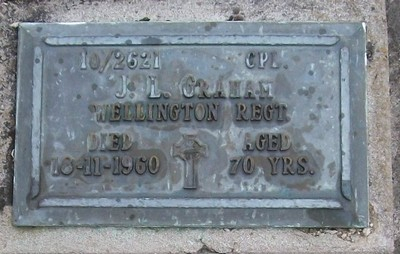 10/2621 CPL.
J. L. GRAHAM
WELLINGTON REGT.
DIED AGED
18-11-1960 70 YRS.